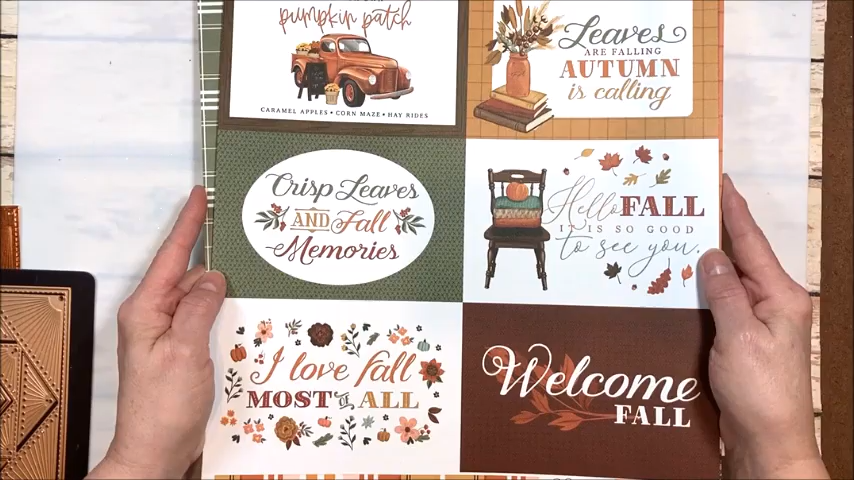 pumpkin patch
CARAMEL APPLES • CORN MAZE • HAY RIDES
Leaves
ARE FALLING
AUTUMN
is calling
Crisp Leaves
AND Fall
Memories
Hello FALL
IT IS SO GOOD
to see you.
I love fall
MOST of ALL
Welcome
FALL